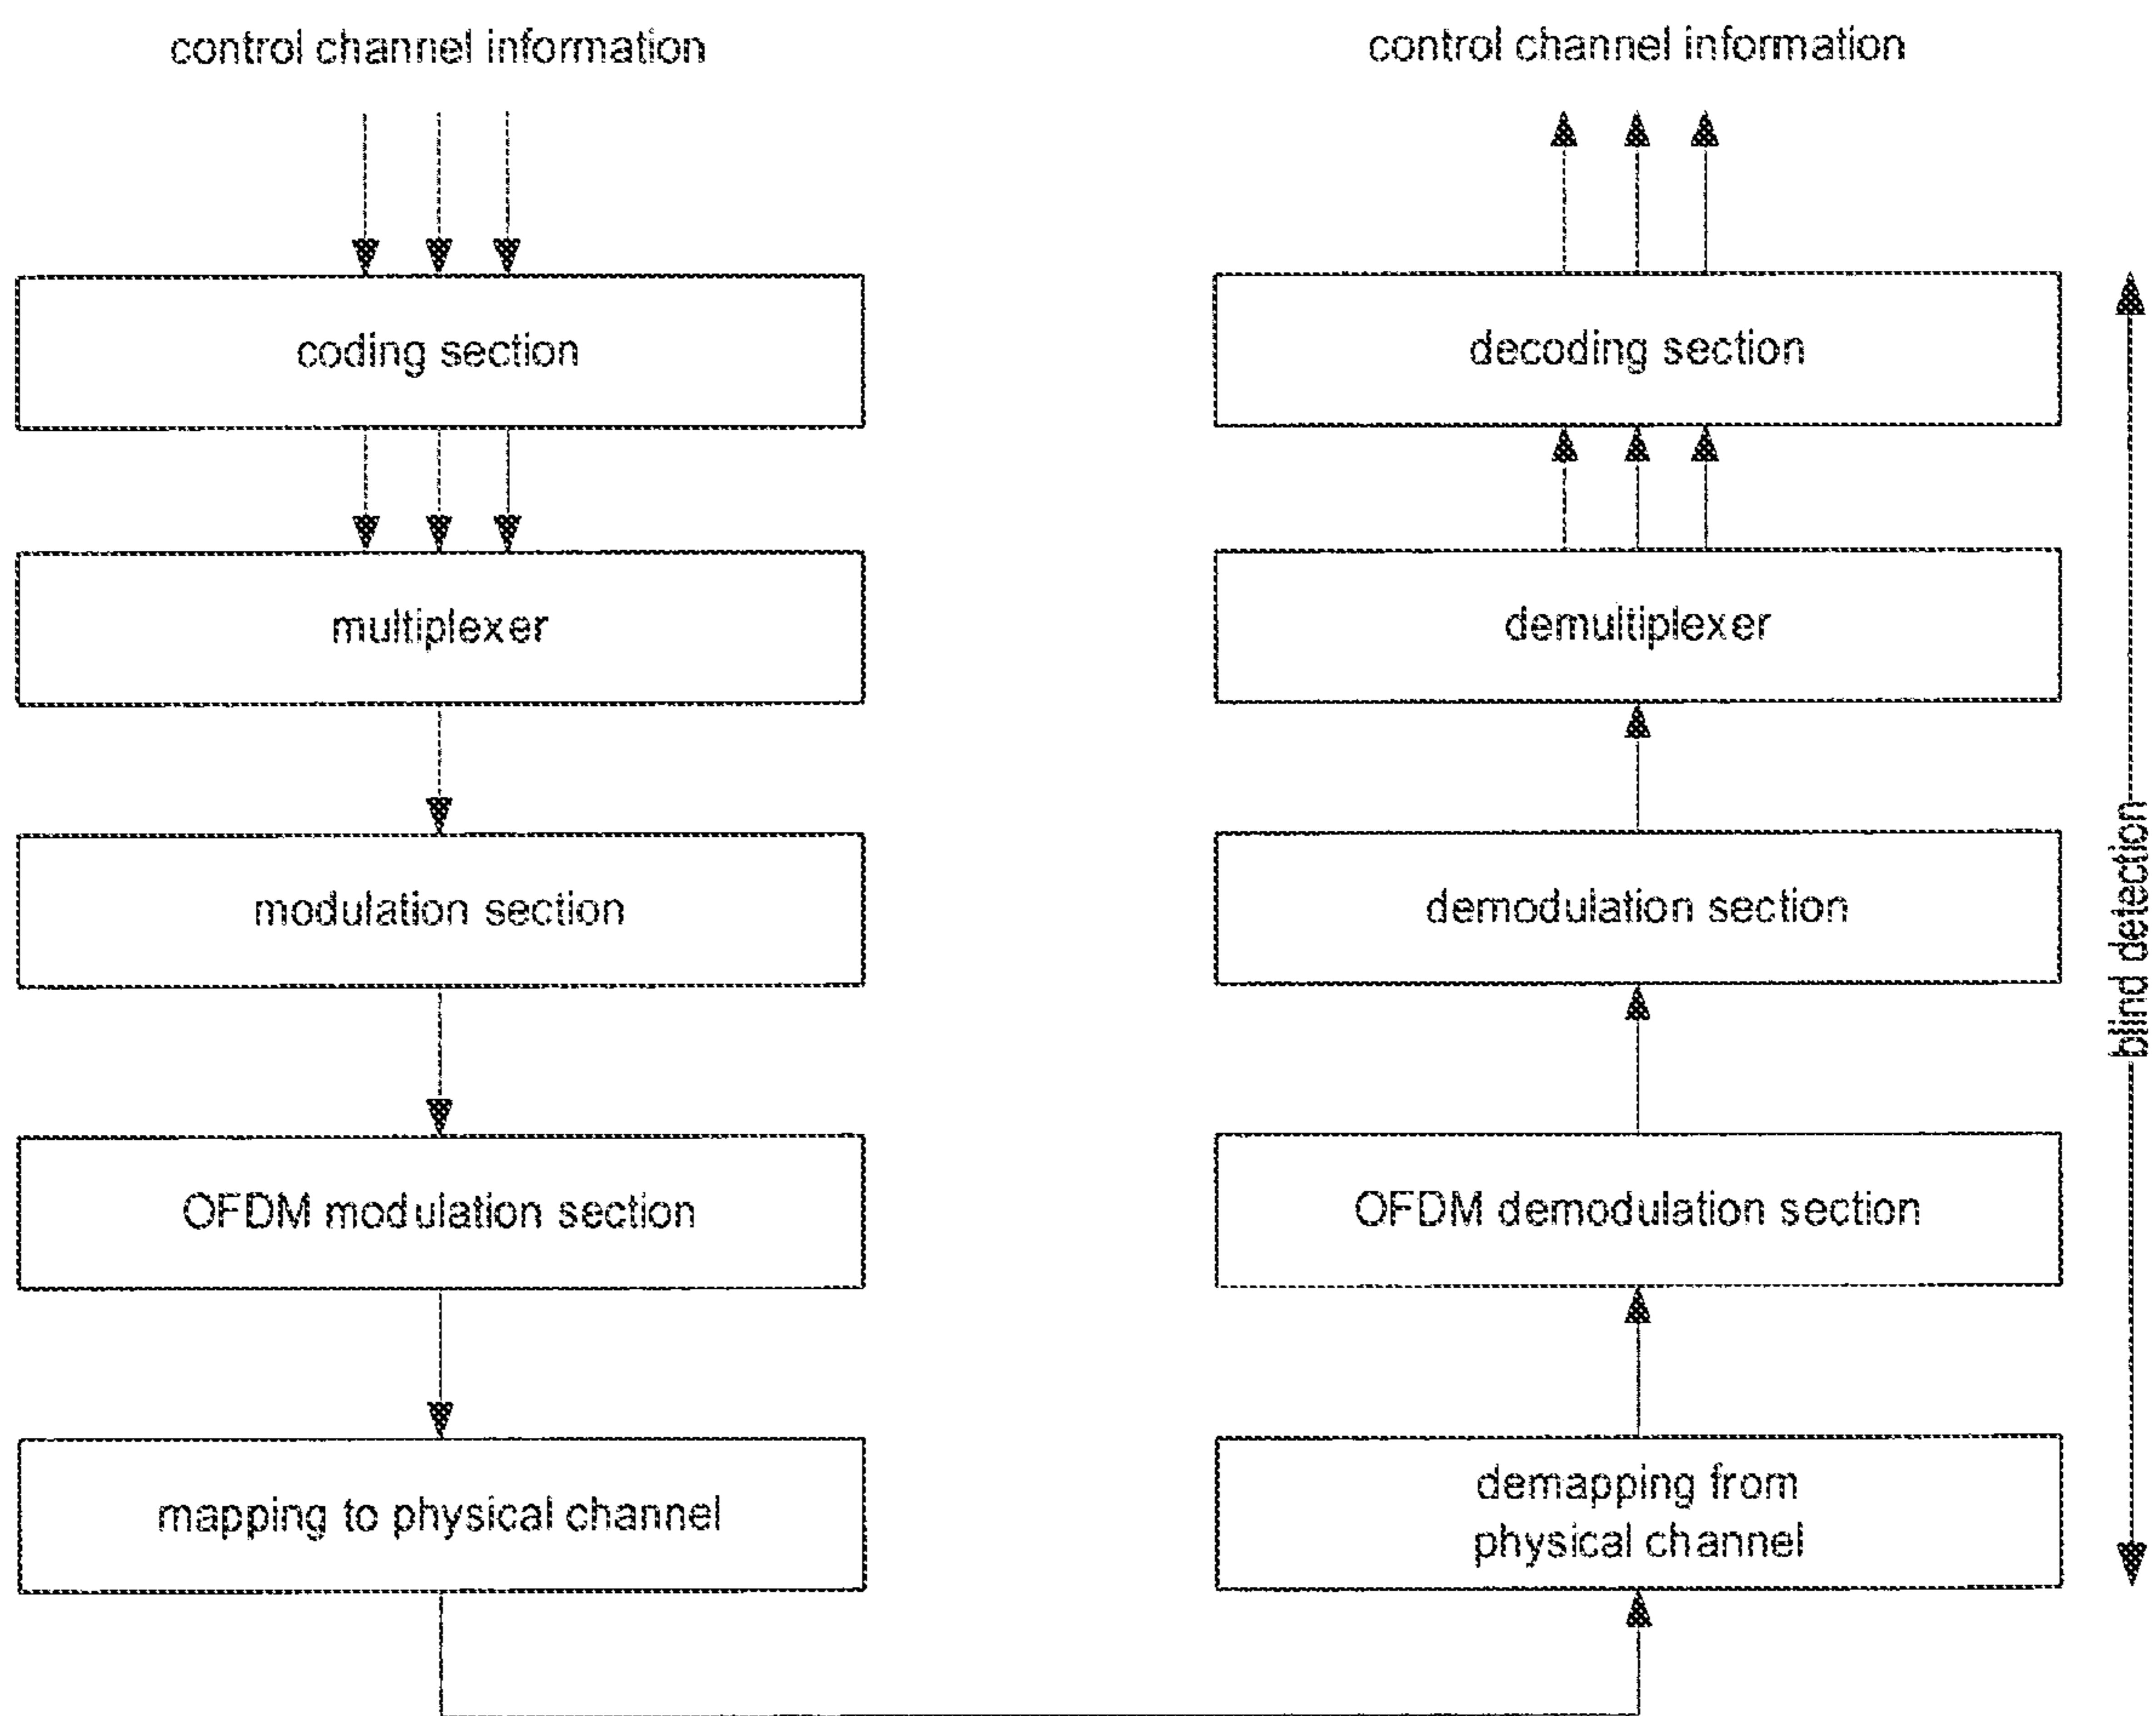 control channel information
coding section
multiplexer
modulation section
OFDM modulation section
mapping to physical channel
control channel information
decoding section
demultiplexer
demodulation section
OFDM demodulation section
demapping from
physical channel
blind detection